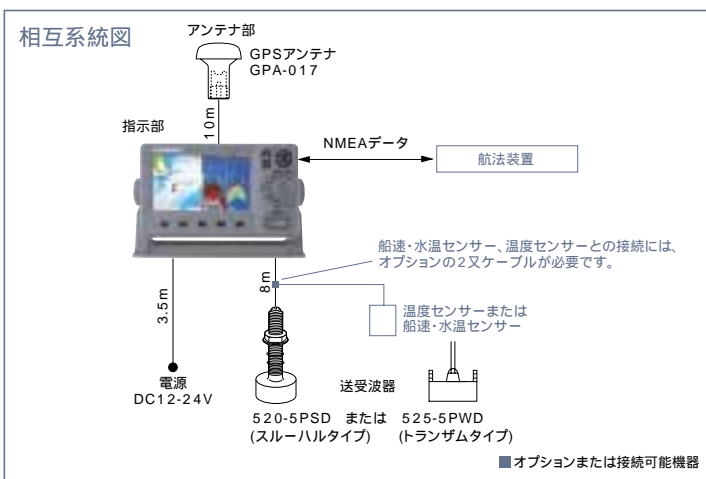 相互系統図
アンテナ部
GPSアンテナ
GPA-017
10m
指示部
NMEAデータ
航法装置
船速・水温センサー、温度センサーとの接続には、
オプションの2又ケーブルが必要です。
3.5m
8m
温度センサーまたは
船速・水温センサー
電源
DC12-24V
送受波器
520-5PSD または 525-5PWD
(スルーハルタイプ) (トランザムタイプ)
■オプションまたは接続可能機器